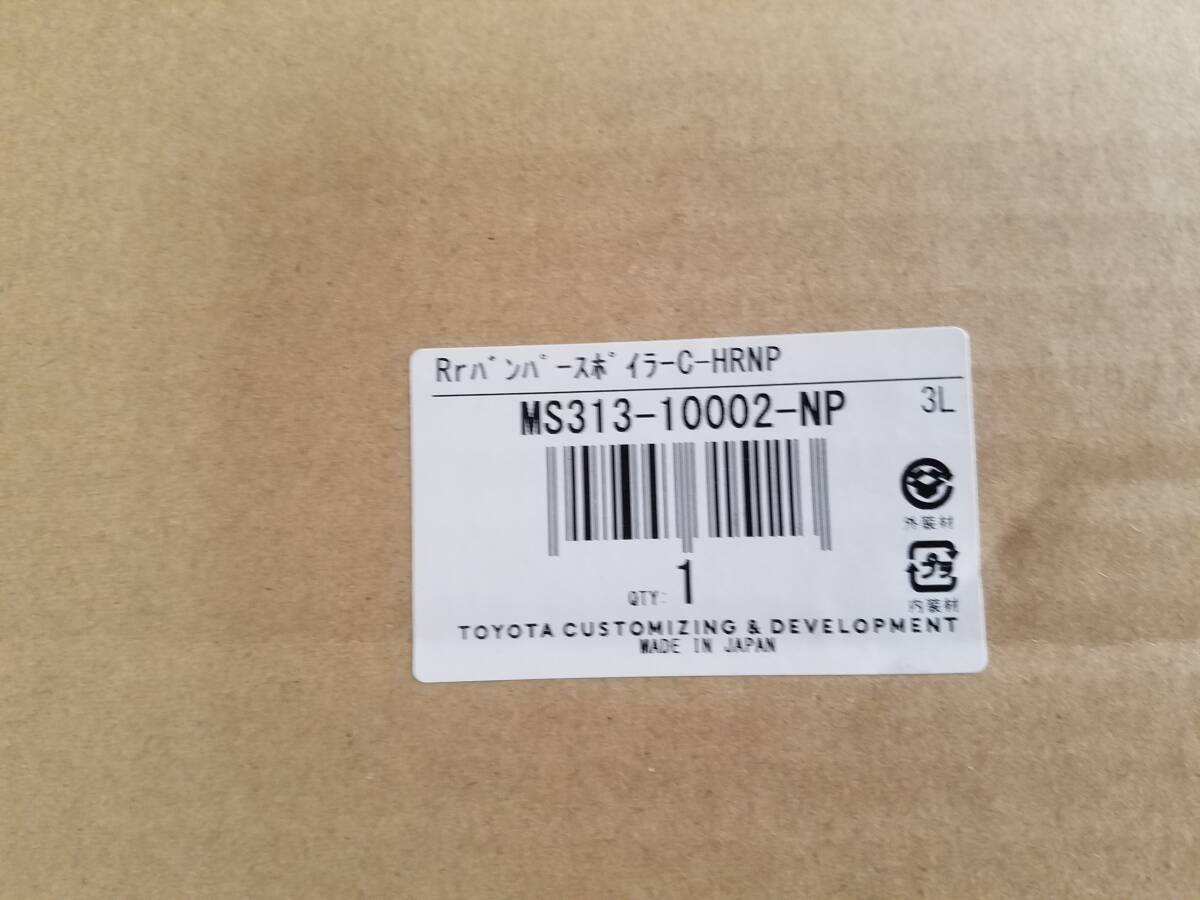 RrﾊﾞﾝﾊﾟｰｽﾎﾟｲﾗｰC-HRNP
MS313-10002-NP
3L
外装材
プラ
内装材
QTY: 1
TOYOTA CUSTOMIZING & DEVELOPMENT
MADE IN JAPAN